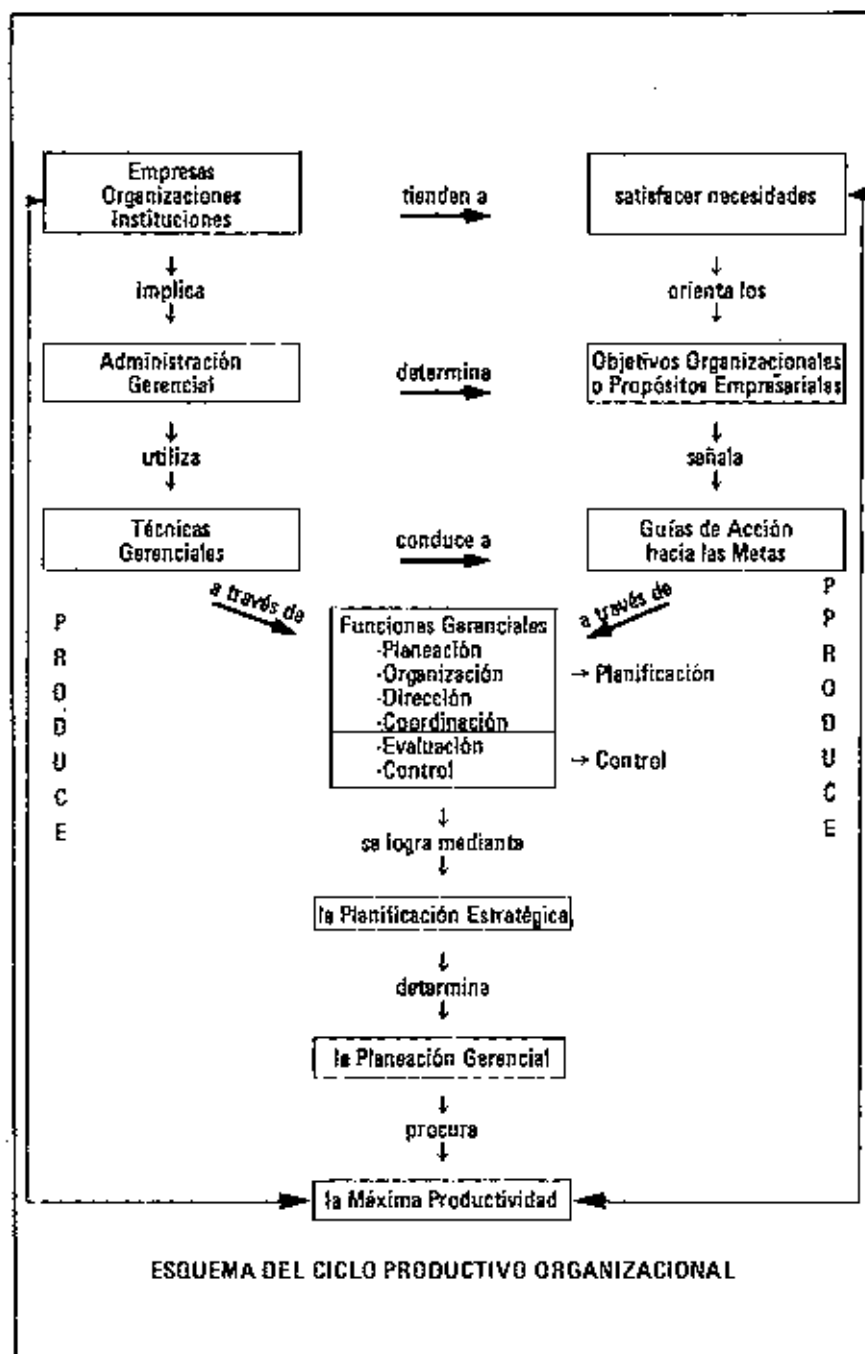 Empresas
Organizaciones
Instituciones
tienden a
satisfacer necesidades
implica
orienta los
Administración
Gerencial
determina
Objetivos Organizacionales
o Propósitos Empresariales
utiliza
señala
Técnicas
Gerenciales
conduce a
Guías de Acción
hacia las Metas
a través de
a través de
Funciones Gerenciales
-Planeación
-Organización
→ Planificación
-Dirección
-Coordinación
-Evaluación
-Control
→ Control
P
R
O
D
U
C
E
P
P
R
O
D
U
C
E
se logra mediante
la Planificación Estratégica,
determina
la Planeación Gerencial
procura
la Máxima Productividad
ESQUEMA DEL CICLO PRODUCTIVO ORGANIZACIONAL